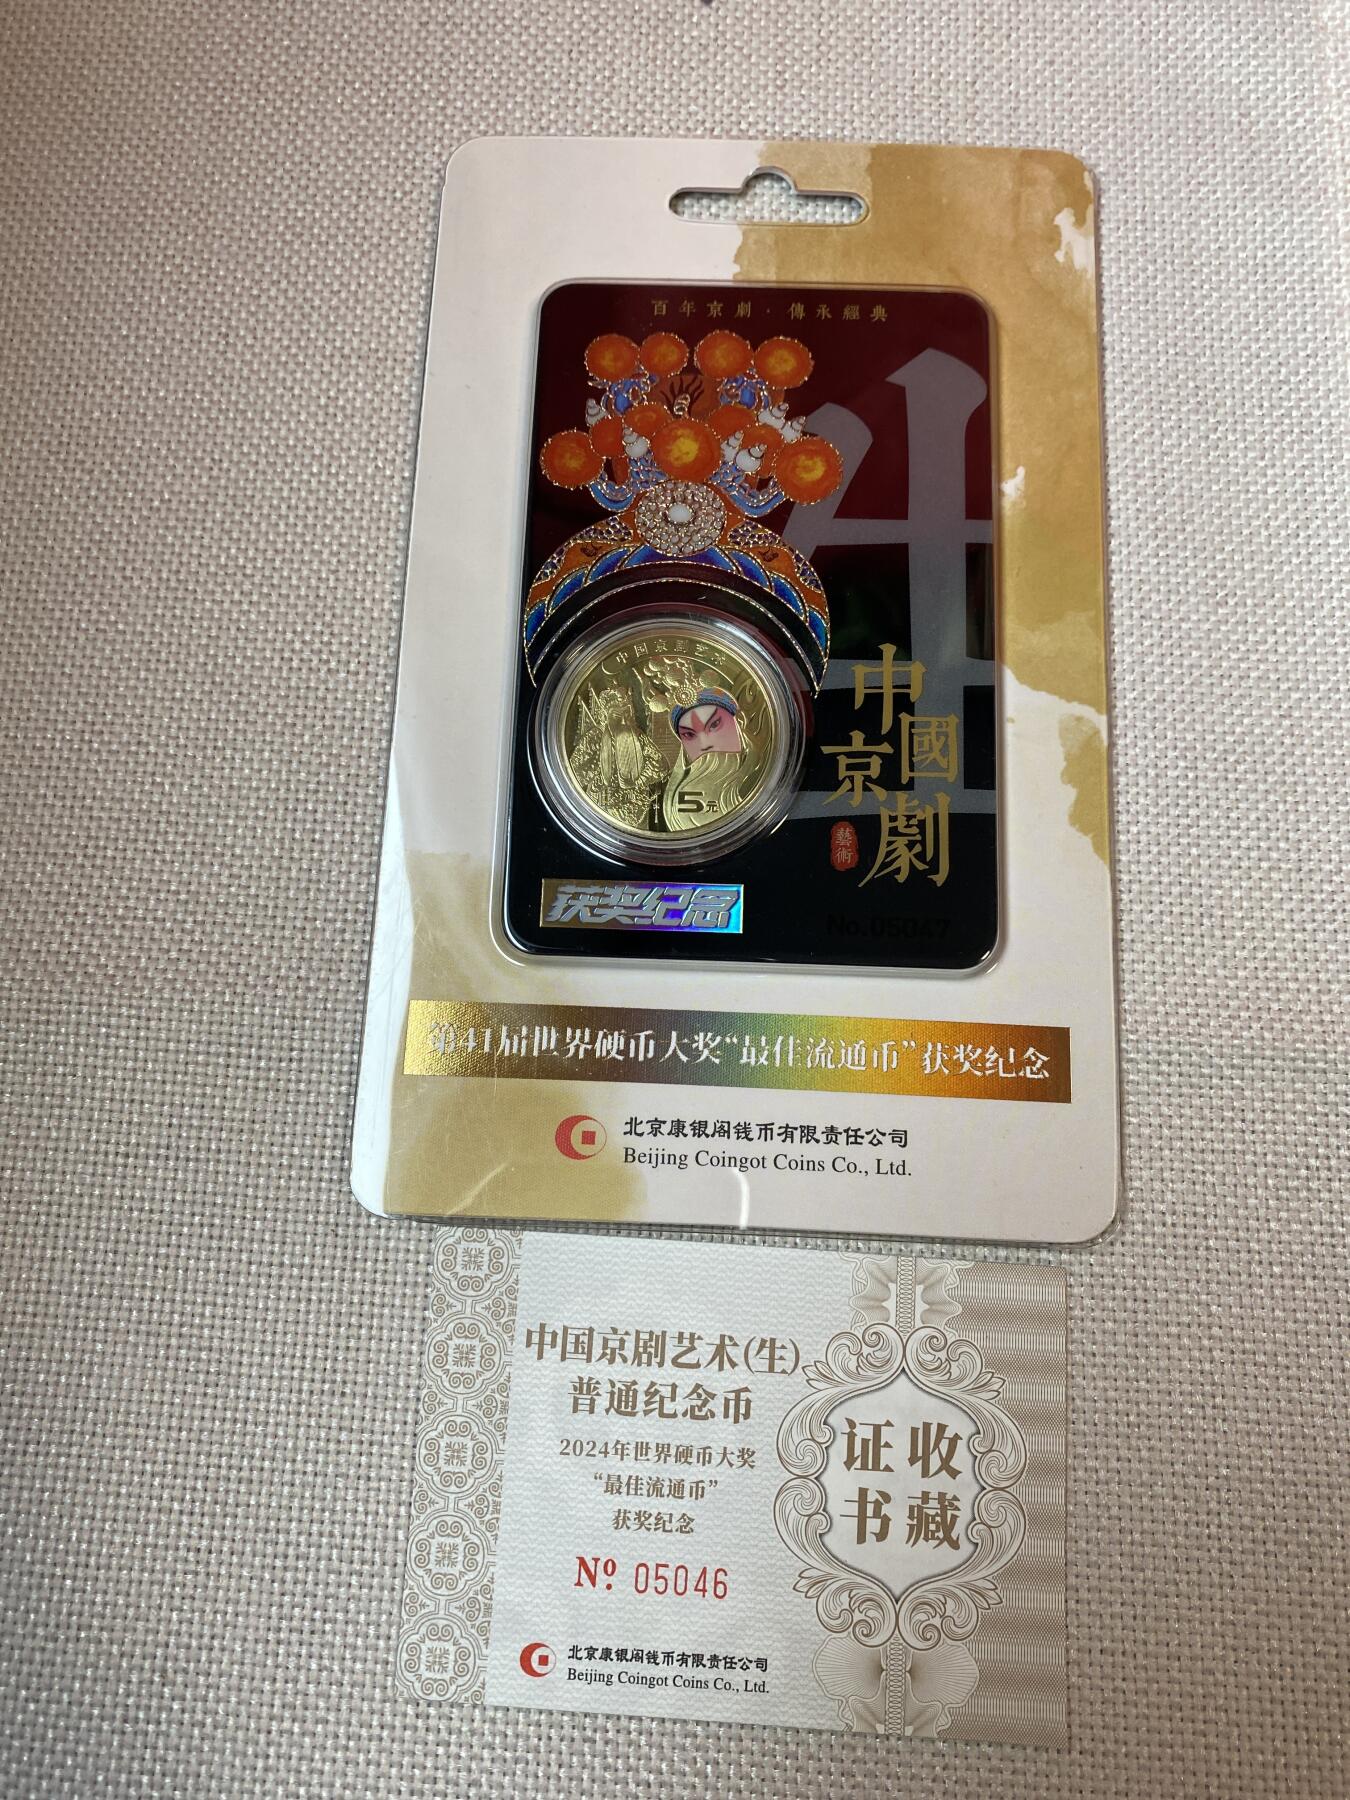 百年京劇·傳承經典
生
中国京剧艺术
5元
中國
京劇
藝術
获奖纪念
No.05047
第41届世界硬币大奖“最佳流通币”获奖纪念
北京康银阁钱币有限责任公司
Beijing Coingot Coins Co., Ltd.
中国京剧艺术(生)
普通纪念币
2024年世界硬币大奖
“最佳流通币”
获奖纪念
Nº 05046
收藏
证书
北京康银阁钱币有限责任公司
Beijing Coingot Coins Co., Ltd.